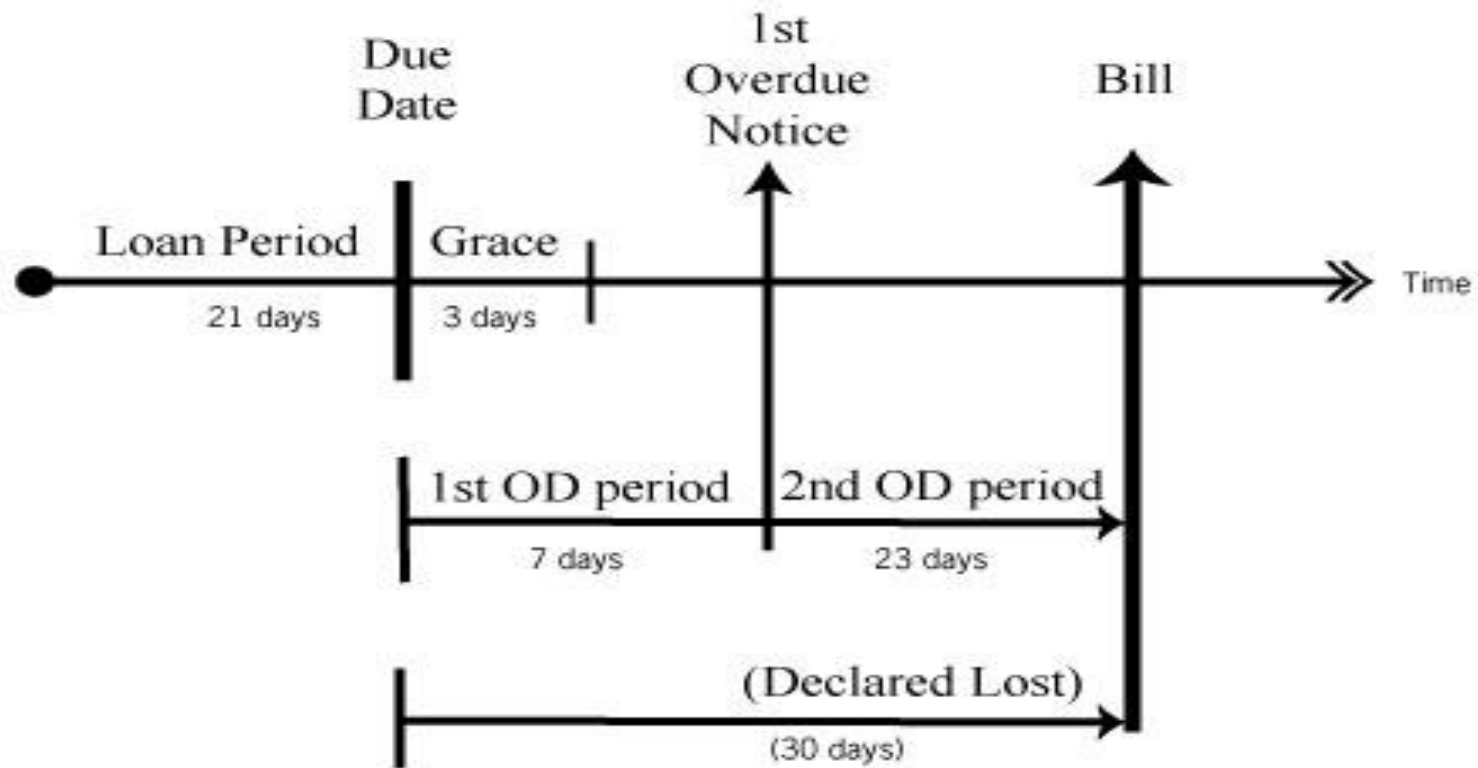 Due
Date
1st
Overdue
Notice
Bill
Loan Period
Grace
21 days
3 days
Time
1st OD period
2nd OD period
7 days
23 days
(Declared Lost)
(30 days)